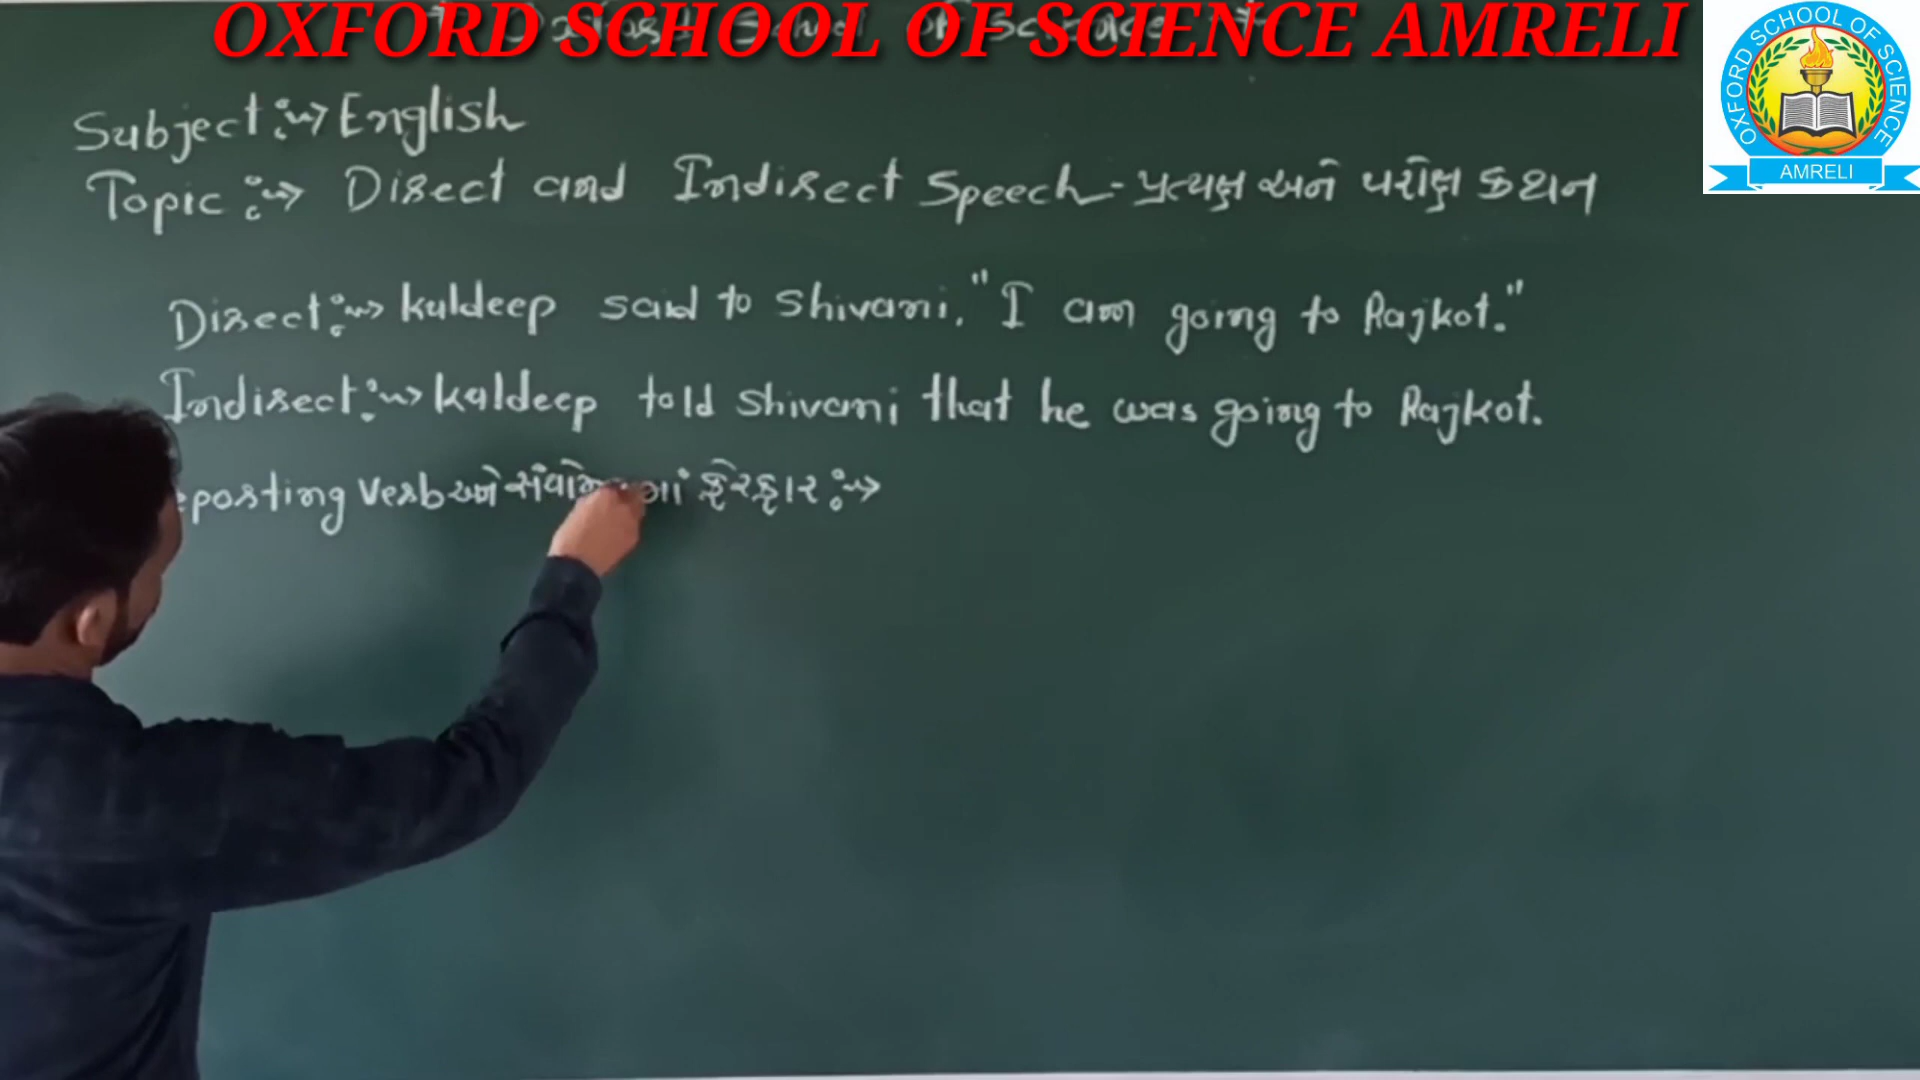 OXFORD SCHOOL OF SCIENCE AMRELI
OXFORD SCHOOL OF SCIENCE
AMRELI
Subject :→ English
Topic :→ Direct and Indirect Speech - પ્રત્યક્ષ અને પરોક્ષ કથન
Direct :→ kuldeep said to Shivani, "I am going to Rajkot."
Indirect :→ kuldeep told Shivani that he was going to Rajkot.
porting Verb અને માં ફેરફાર :→